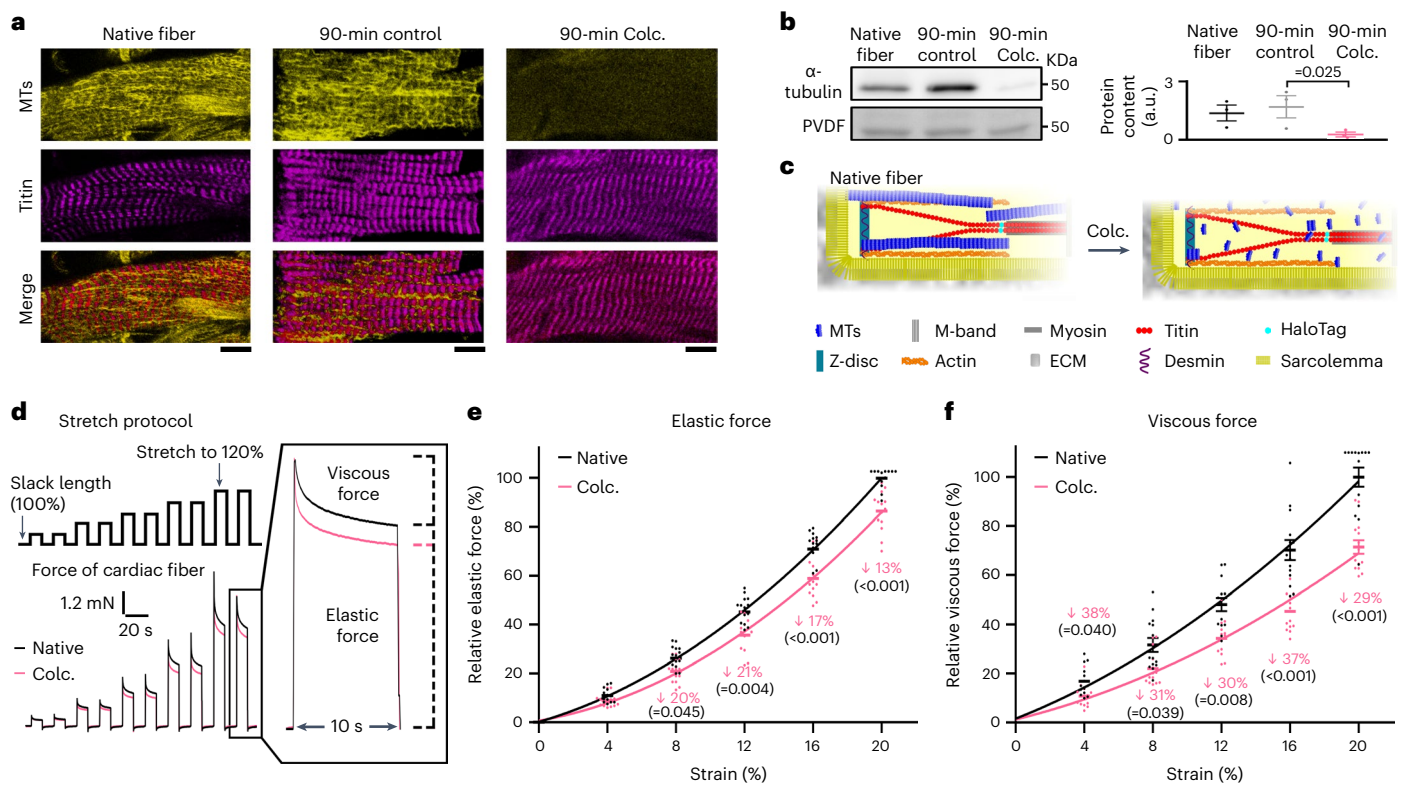 a
Native fiber
90-min control
90-min Colc.
MTs
Titin
Merge
b
Native fiber
90-min control
90-min Colc.
KDa
α-tubulin
50
PVDF
50
Native fiber
90-min control
90-min Colc.
=0.025
Protein content (a.u.)
3
0
c
Native fiber
Colc.
MTs
M-band
Myosin
Titin
HaloTag
Z-disc
Actin
ECM
Desmin
Sarcolemma
d
Stretch protocol
Stretch to 120%
Slack length
(100%)
Force of cardiac fiber
1.2 mN
20 s
Native
Colc.
Viscous force
Elastic force
10 s
e
Elastic force
Native
Colc.
Relative elastic force (%)
100
80
60
40
20
0
↓ 20%
(=0.045)
↓ 21%
(=0.004)
↓ 17%
(<0.001)
↓ 13%
(<0.001)
0
4
8
12
16
20
Strain (%)
f
Viscous force
Native
Colc.
Relative viscous force (%)
100
80
60
40
20
0
↓ 38%
(=0.040)
↓ 31%
(=0.039)
↓ 30%
(=0.008)
↓ 37%
(<0.001)
↓ 29%
(<0.001)
0
4
8
12
16
20
Strain (%)